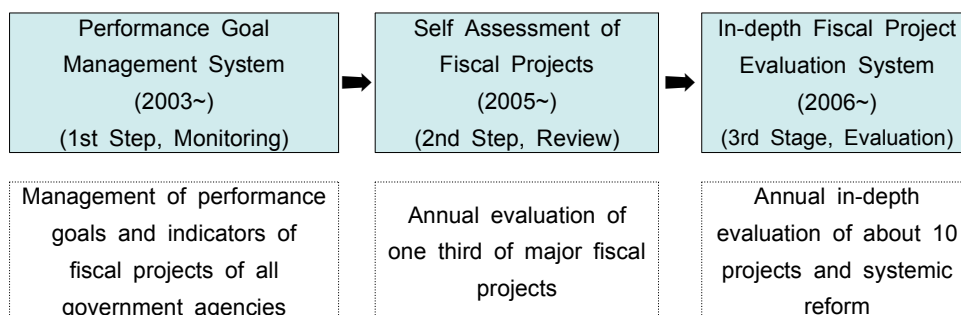 Performance Goal
Management System
(2003~)
(1st Step, Monitoring)
Self Assessment of
Fiscal Projects
(2005~)
(2nd Step, Review)
In-depth Fiscal Project
Evaluation System
(2006~)
(3rd Stage, Evaluation)
Management of performance
goals and indicators of
fiscal projects of all
government agencies
Annual evaluation of
one third of major fiscal
projects
Annual in-depth
evaluation of about 10
projects and systemic
reform